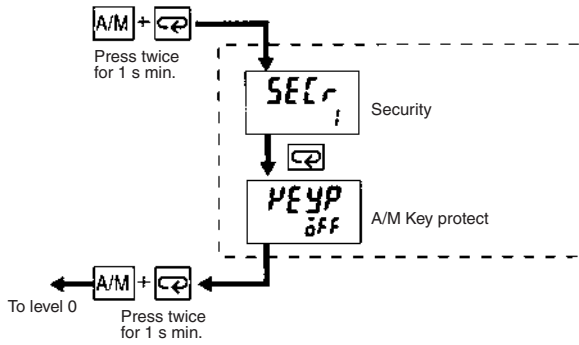 A/M +
Press twice
for 1 s min.
SECr
1
Security
KEYP
oFF
A/M Key protect
A/M +
To level 0
Press twice
for 1 s min.